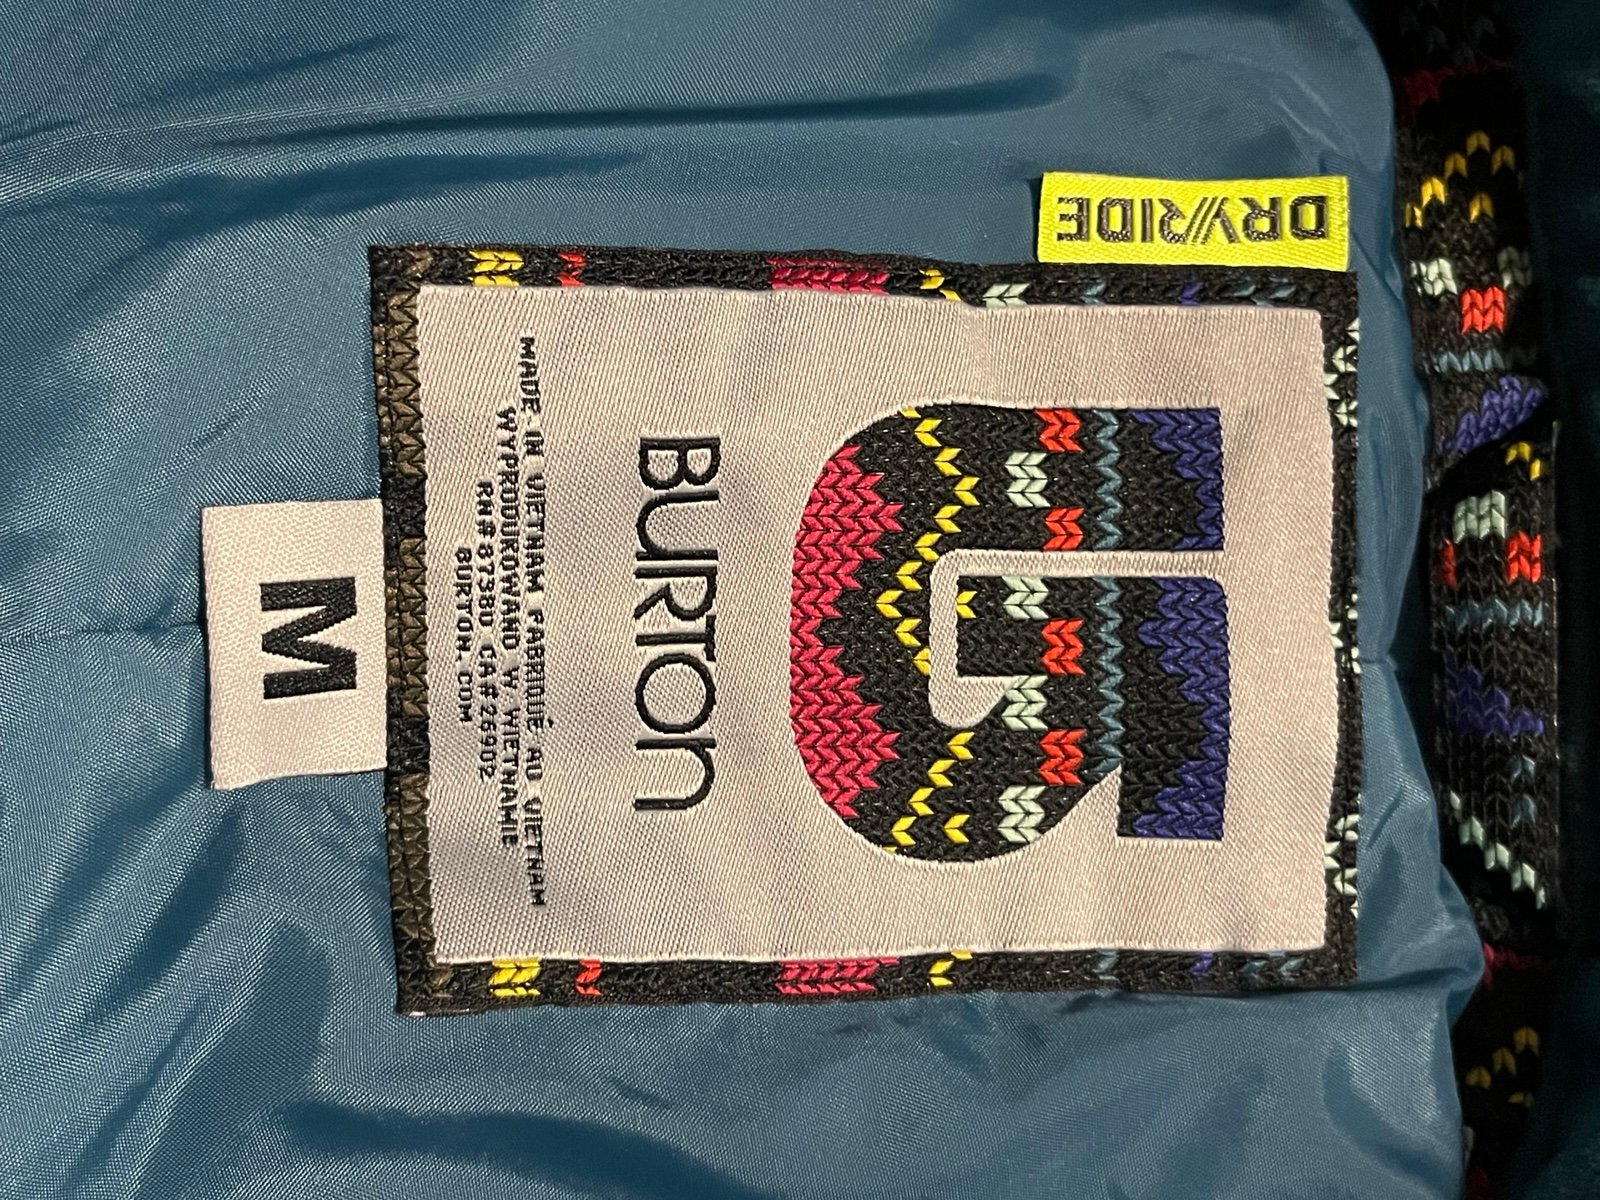 DRY///RIDE
BURTON
MADE IN VIETNAM FABRIQUÉ AU VIETNAM
WYPRODUKOWANO W WIETNAMIE
RN#87380 CA#26902
BURTON.COM
M